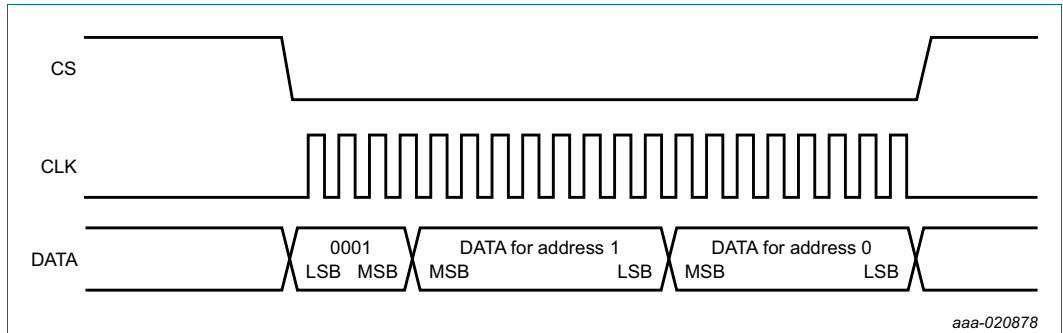 CS
CLK
DATA
0001
LSB MSB
DATA for address 1
MSB LSB
DATA for address 0
MSB LSB
aaa-020878